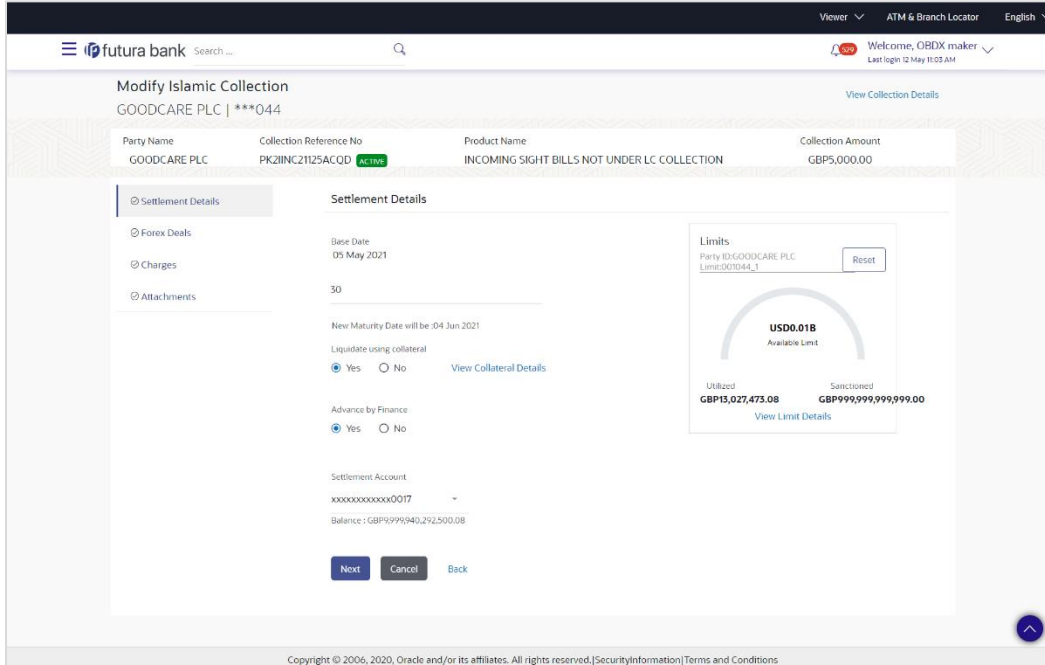 Viewer ATM & Branch Locator English
futura bank Search ... 529 Welcome, OBDX maker
Last login 12 May 11:03 AM
Modify Islamic Collection
GOODCARE PLC | ***044
View Collection Details
Party Name Collection Reference No Product Name Collection Amount
GOODCARE PLC PK2IINC21125ACQD ACTIVE INCOMING SIGHT BILLS NOT UNDER LC COLLECTION GBP5,000.00
Settlement Details
Forex Deals
Charges
Attachments
Settlement Details
Base Date
05 May 2021
30
New Maturity Date will be :04 Jun 2021
Liquidate using collateral
Yes No View Collateral Details
Advance by Finance
Yes No
Settlement Account
xxxxxxxxxxxx0017
Balance : GBP9,999,940,292,500.08
Next Cancel Back
Limits
Party ID:GOODCARE PLC
Limit:001044_1
Reset
USD0.01B
Available Limit
Utilized Sanctioned
GBP13,027,473.08 GBP999,999,999,999.00
View Limit Details
Copyright © 2006, 2020, Oracle and/or its affiliates. All rights reserved.|SecurityInformation|Terms and Conditions